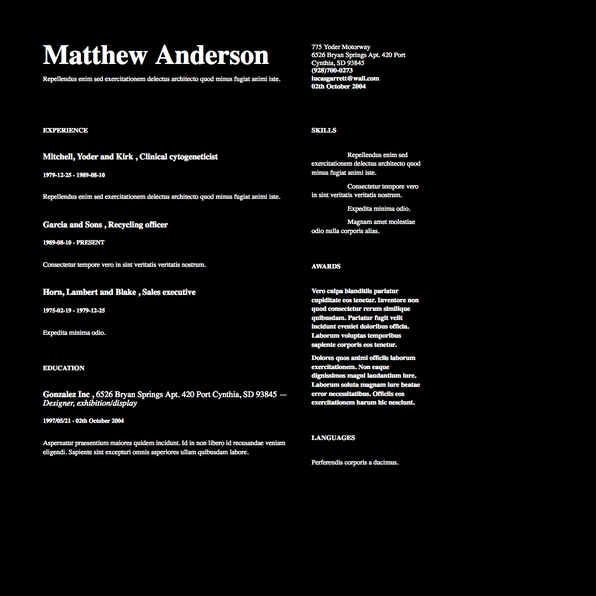 Matthew Anderson
Repellendus enim sed exercitationem delectus architecto quod minus fugiat animi iste.
775 Yoder Motorway
6526 Bryan Springs Apt. 420 Port
Cynthia, SD 93845
(928)700-0273
lucasgarrett@wall.com
02th October 2004
EXPERIENCE
Mitchell, Yoder and Kirk , Clinical cytogeneticist
1979-12-25 - 1989-08-10
Repellendus enim sed exercitationem delectus architecto quod minus fugiat animi iste.
Garcia and Sons , Recycling officer
1989-08-10 - PRESENT
Consectetur tempore vero in sint veritatis veritatis nostrum.
Horn, Lambert and Blake , Sales executive
1975-02-19 - 1979-12-25
Expedita minima odio.
EDUCATION
Gonzalez Inc , 6526 Bryan Springs Apt. 420 Port Cynthia, SD 93845 —
Designer, exhibition/display
1997/05/21 - 02th October 2004
Aspernatur praesentium maiores quidem incidunt. Id in non libero id recusandae veniam
eligendi. Sapiente sint excepturi omnis asperiores ullam quibusdam labore.
SKILLS
Repellendus enim sed
exercitationem delectus architecto quod
minus fugiat animi iste.
Consectetur tempore vero
in sint veritatis veritatis nostrum.
Expedita minima odio.
Magnam amet molestiae
odio nulla corporis alias.
AWARDS
Vero culpa blanditiis pariatur
cupiditate eos tenetur. Inventore non
quod consectetur rerum similique
quibusdam. Pariatur fugit velit
incidunt eveniet doloribus officia.
Laborum voluptas temporibus
sapiente corporis eos tenetur.
Dolores quos animi officiis laborum
exercitationem. Non eaque
dignissimos magni laudantium iure.
Laborum soluta magnam iure beatae
error necessitatibus. Officiis eos
exercitationem harum hic nesciunt.
LANGUAGES
Perferendis corporis a ducimus.